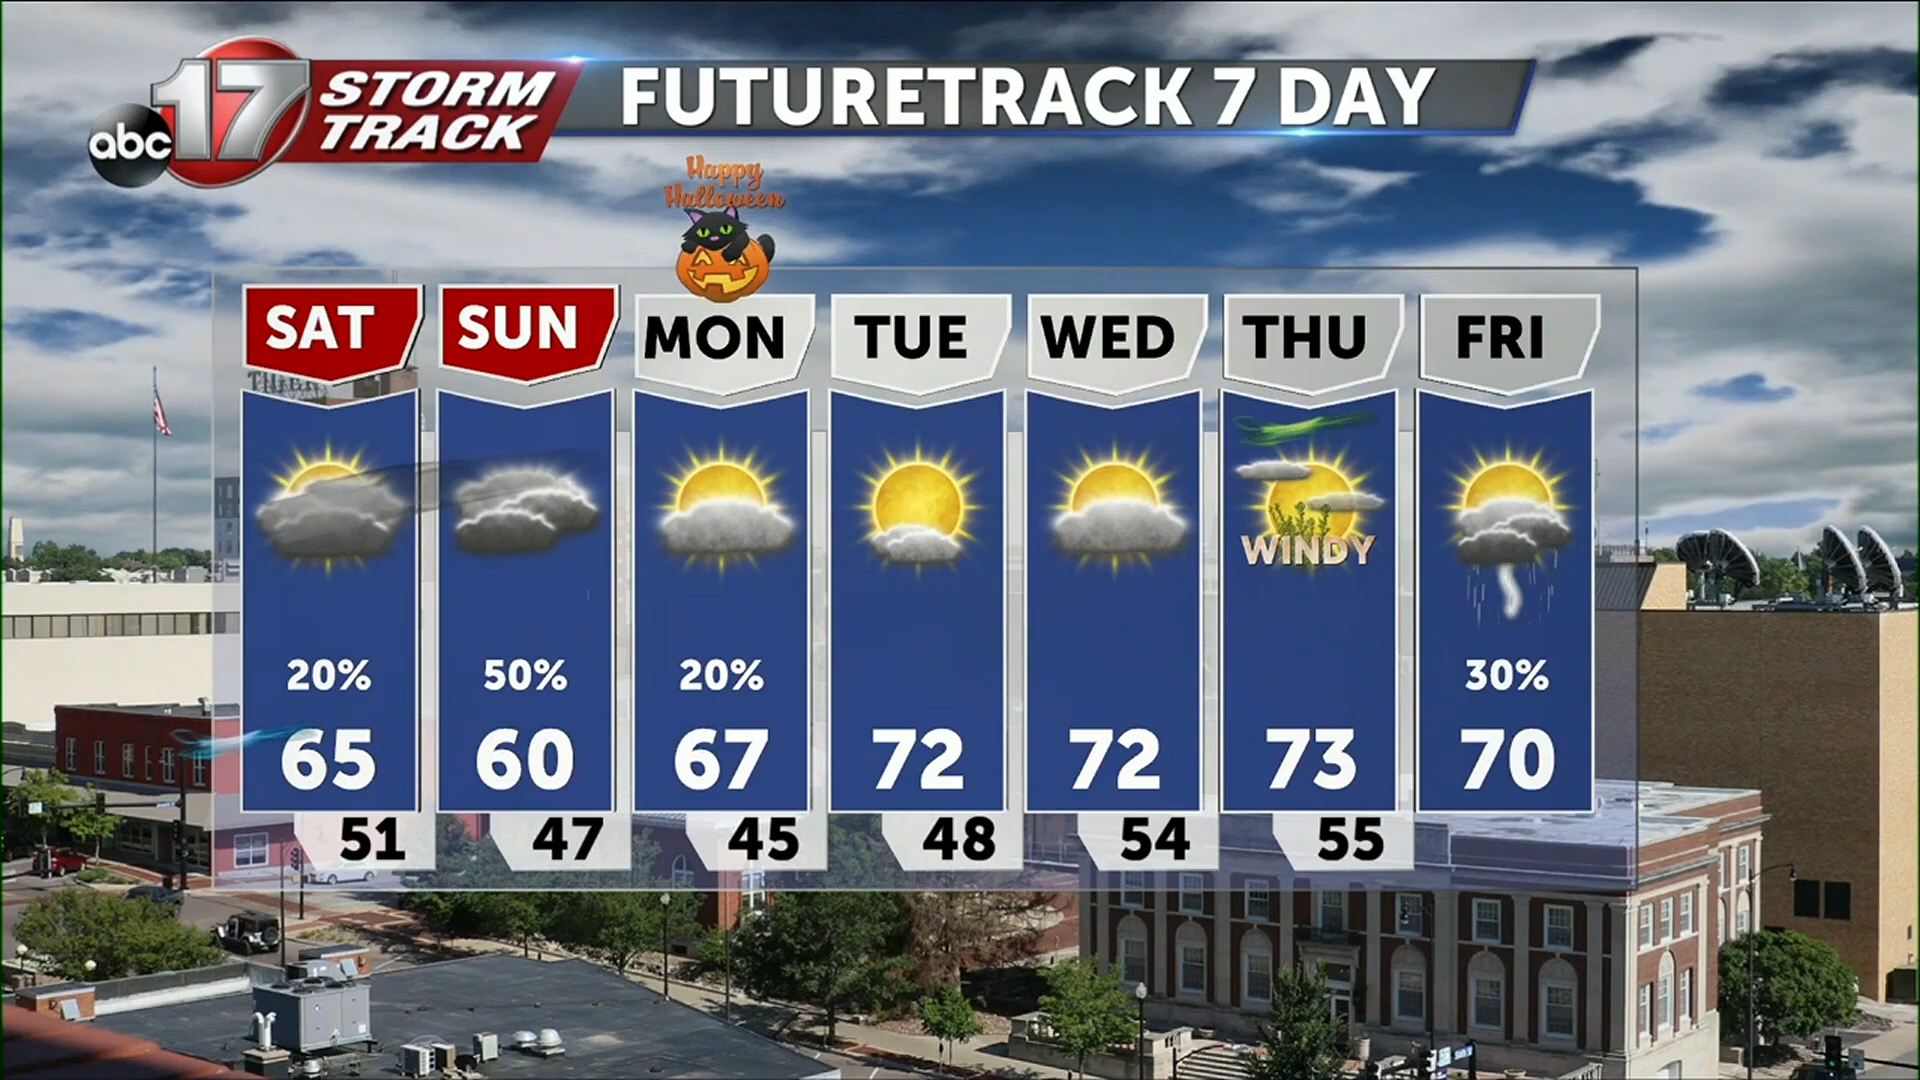 abc 17 STORM TRACK
FUTURETRACK 7 DAY
Happy
Halloween
SAT SUN MON TUE WED THU FRI
WINDY
20% 50% 20% 30%
65 60 67 72 72 73 70
51 47 45 48 54 55